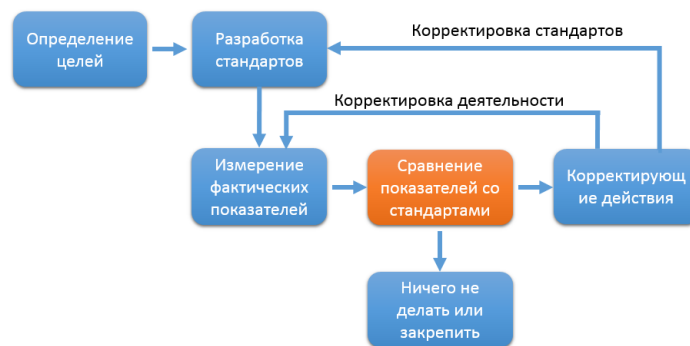 Определение
целей
Разработка
стандартов
Корректировка стандартов
Корректировка деятельности
Измерение
фактических
показателей
Сравнение
показателей со
стандартами
Корректирующ
ие действия
Ничего не
делать или
закрепить